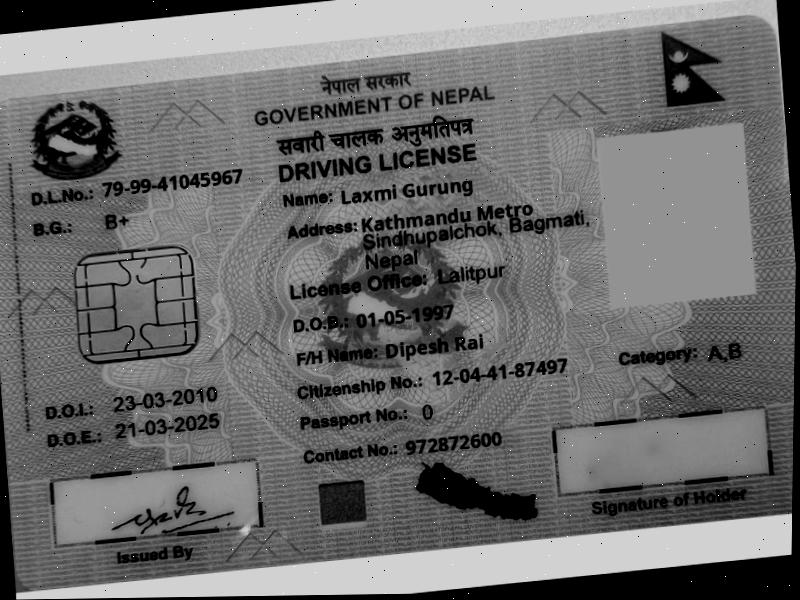 नेपाल सरकार
GOVERNMENT OF NEPAL
सवारी चालक अनुमतिपत्र
DRIVING LICENSE
D.L.No.: 79-99-41045967
B.G.: B+
Name: Laxmi Gurung
Address: Kathmandu Metro
Sindhupalchok, Bagmati,
Nepal
License Office: Lalitpur
D.O.B.: 01-05-1997
F/H Name: Dipesh Rai
Citizenship No.: 12-04-41-87497
Category: A,B
Passport No.: 0
Contact No.: 972872600
D.O.I.: 23-03-2010
D.O.E.: 21-03-2025
Issued By
Signature of Holder